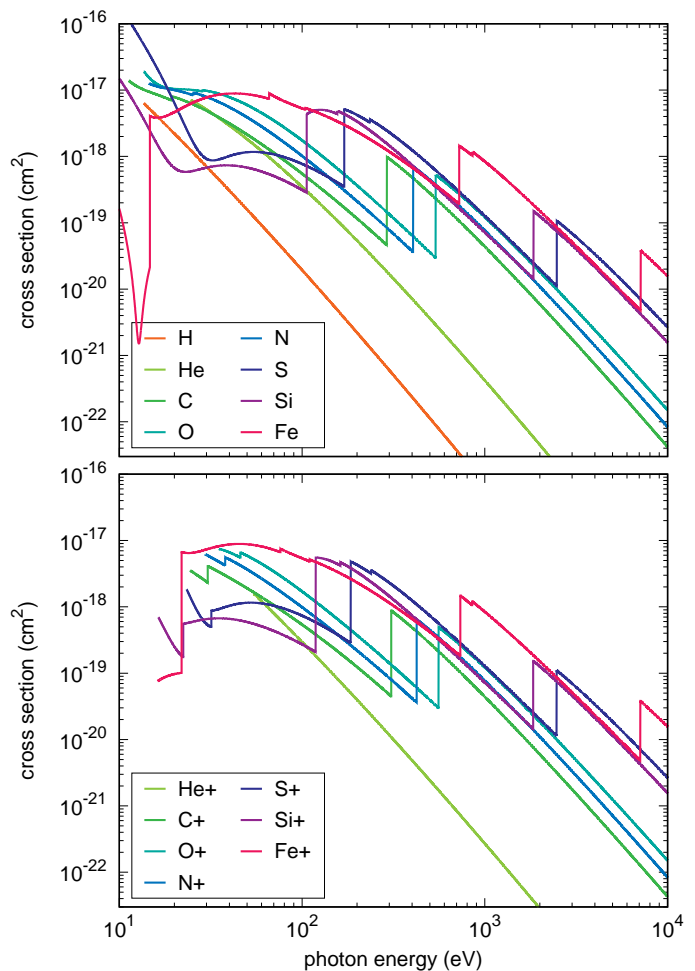 10^-16
10^-17
10^-18
10^-19
10^-20
10^-21
10^-22
cross section (cm^2)
H N
He S
C Si
O Fe
10^-16
10^-17
10^-18
10^-19
10^-20
10^-21
10^-22
cross section (cm^2)
He+ S+
C+ Si+
O+ Fe+
N+
10^1 10^2 10^3 10^4
photon energy (eV)